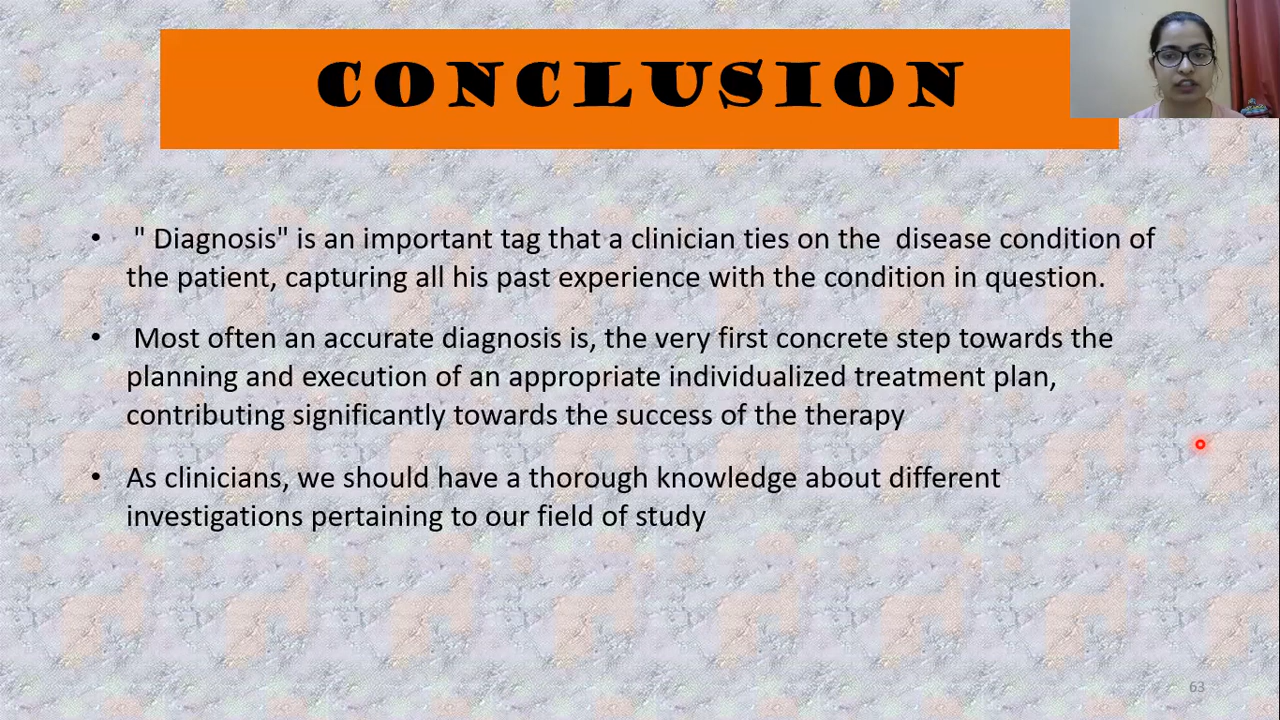 CONCLUSION
• " Diagnosis" is an important tag that a clinician ties on the  disease condition of
the patient, capturing all his past experience with the condition in question.
• Most often an accurate diagnosis is, the very first concrete step towards the
planning and execution of an appropriate individualized treatment plan,
contributing significantly towards the success of the therapy
• As clinicians, we should have a thorough knowledge about different
investigations pertaining to our field of study
63